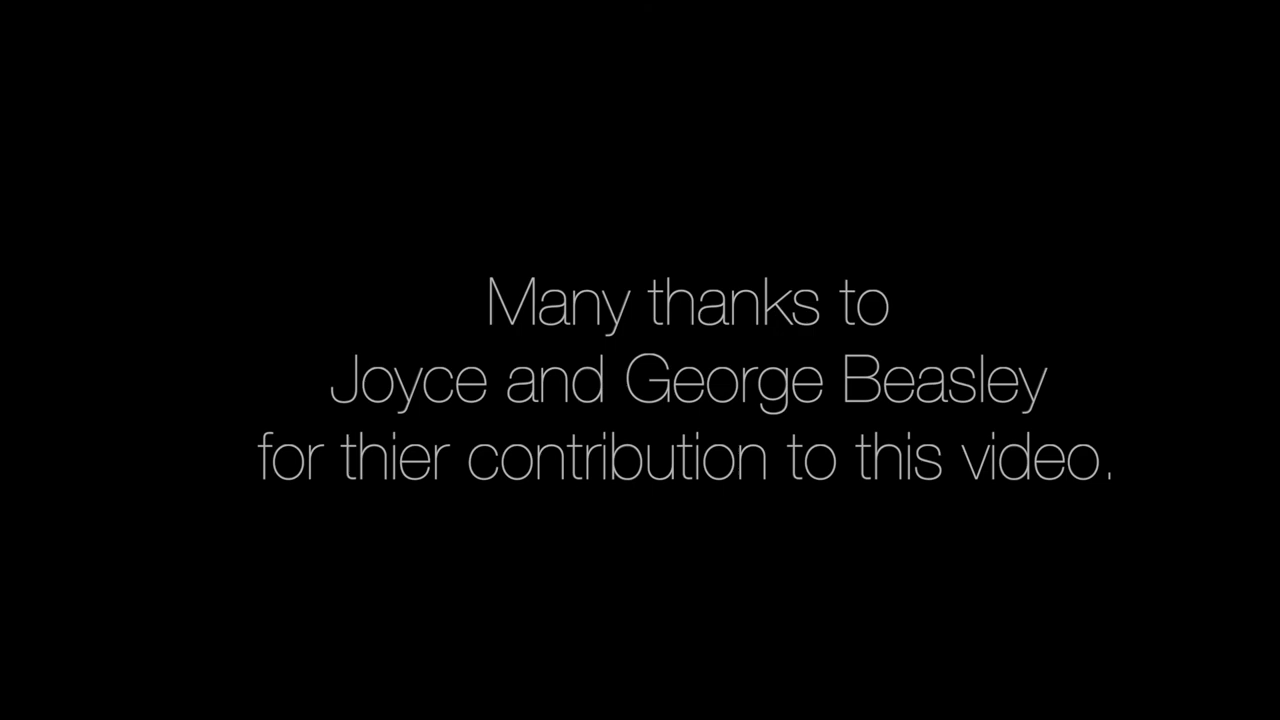 Many thanks to
Joyce and George Beasley
for thier contribution to this video.